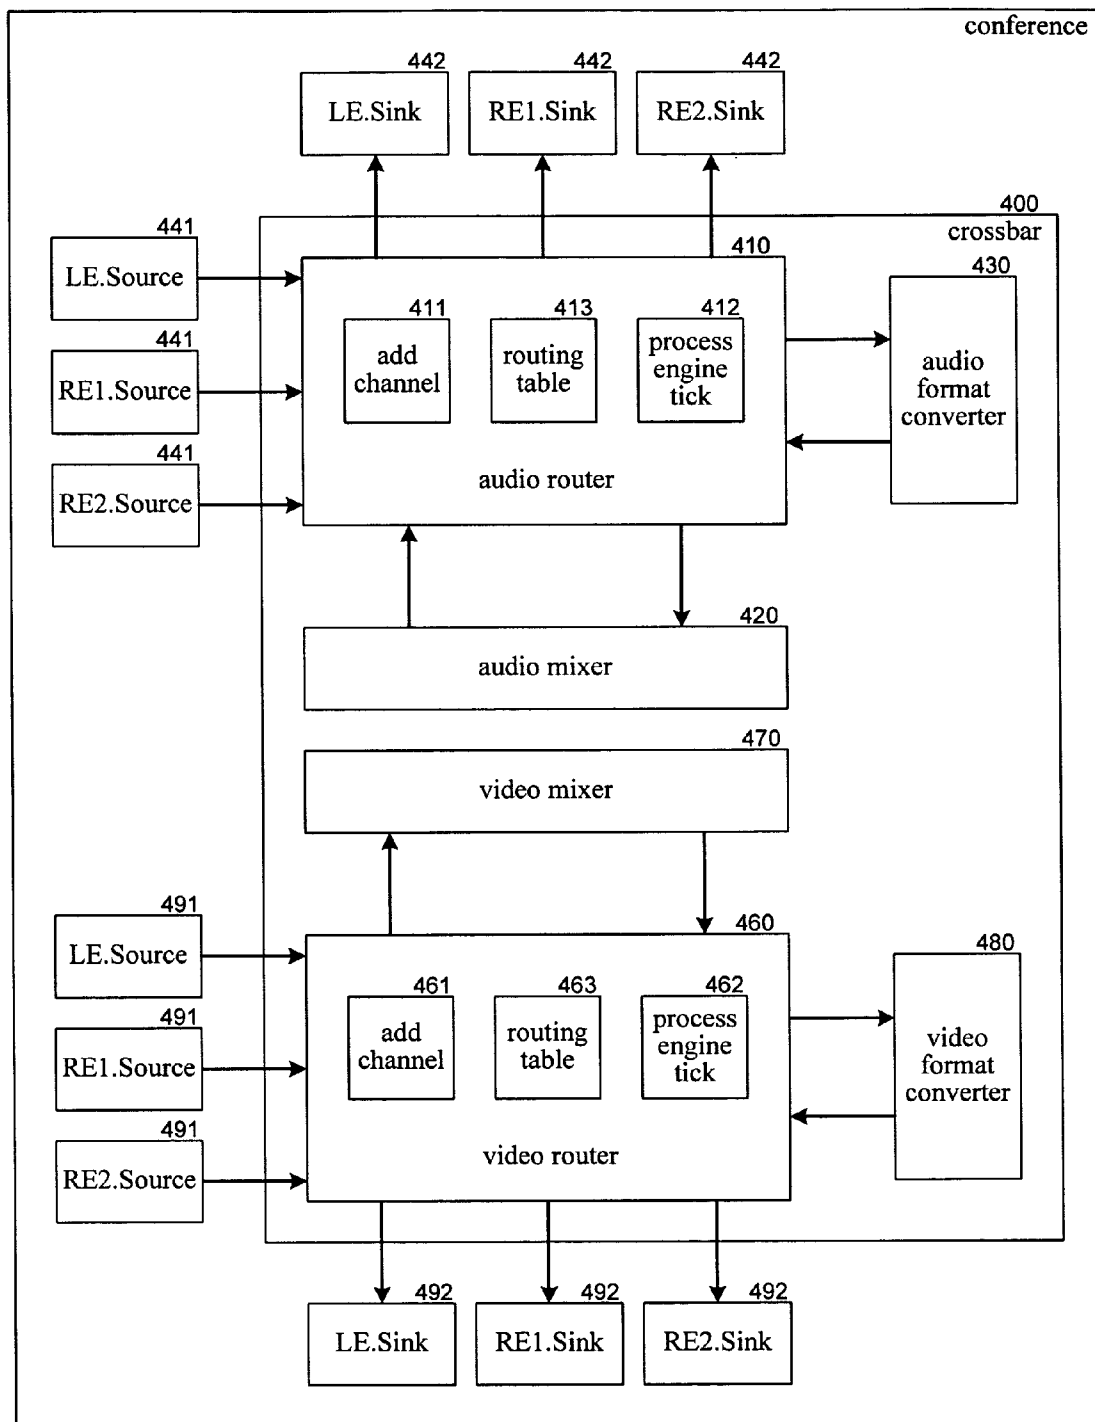 conference
442
442
442
LE.Sink
RE1.Sink
RE2.Sink
400
crossbar
441
LE.Source
441
RE1.Source
441
RE2.Source
410
411
add
channel
413
routing
table
412
process
engine
tick
audio router
430
audio
format
converter
420
audio mixer
470
video mixer
491
LE.Source
491
RE1.Source
491
RE2.Source
460
461
add
channel
463
routing
table
462
process
engine
tick
video router
480
video
format
converter
492
492
492
LE.Sink
RE1.Sink
RE2.Sink